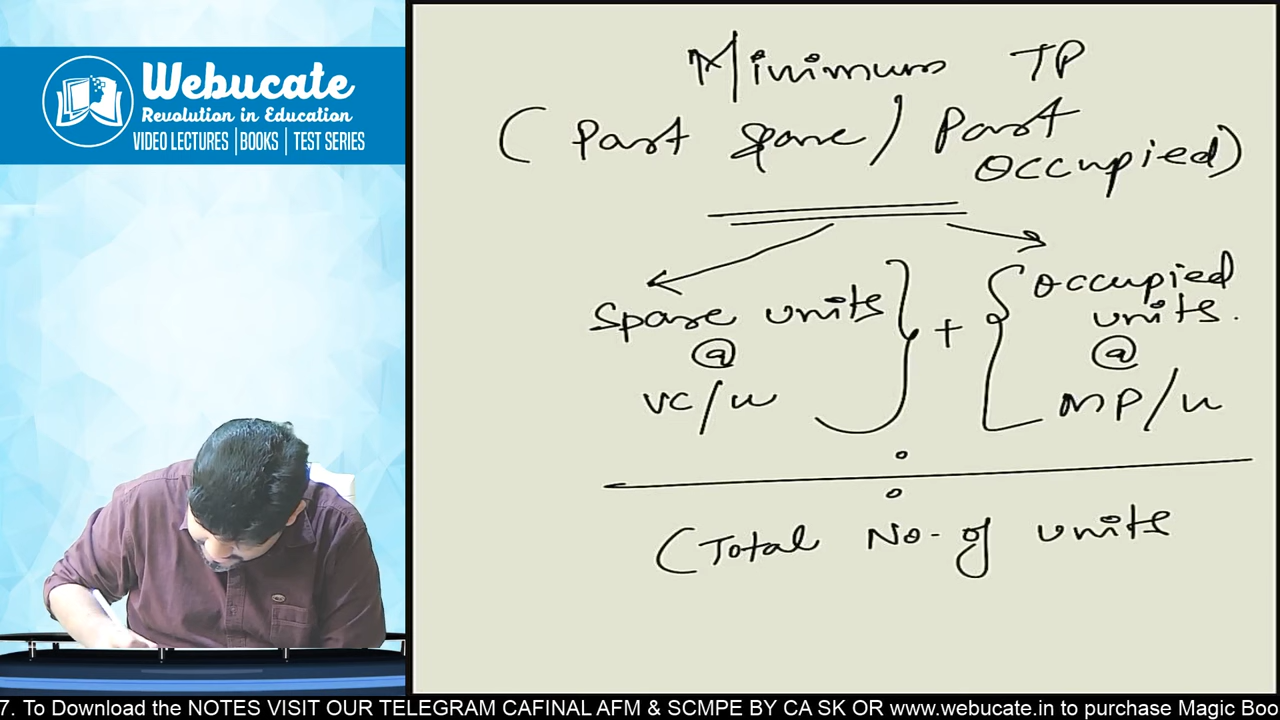 Webucate
Revolution in Education
VIDEO LECTURES | BOOKS | TEST SERIES
Minimum TP
(Part spare / Part
occupied)
Spare units
@
VC/u
+
Occupied
units.
@
MP/u
÷
(Total No. of units
7. To Download the NOTES VISIT OUR TELEGRAM CAFINAL AFM & SCMPE BY CA SK OR www.webucate.in to purchase Magic Boo